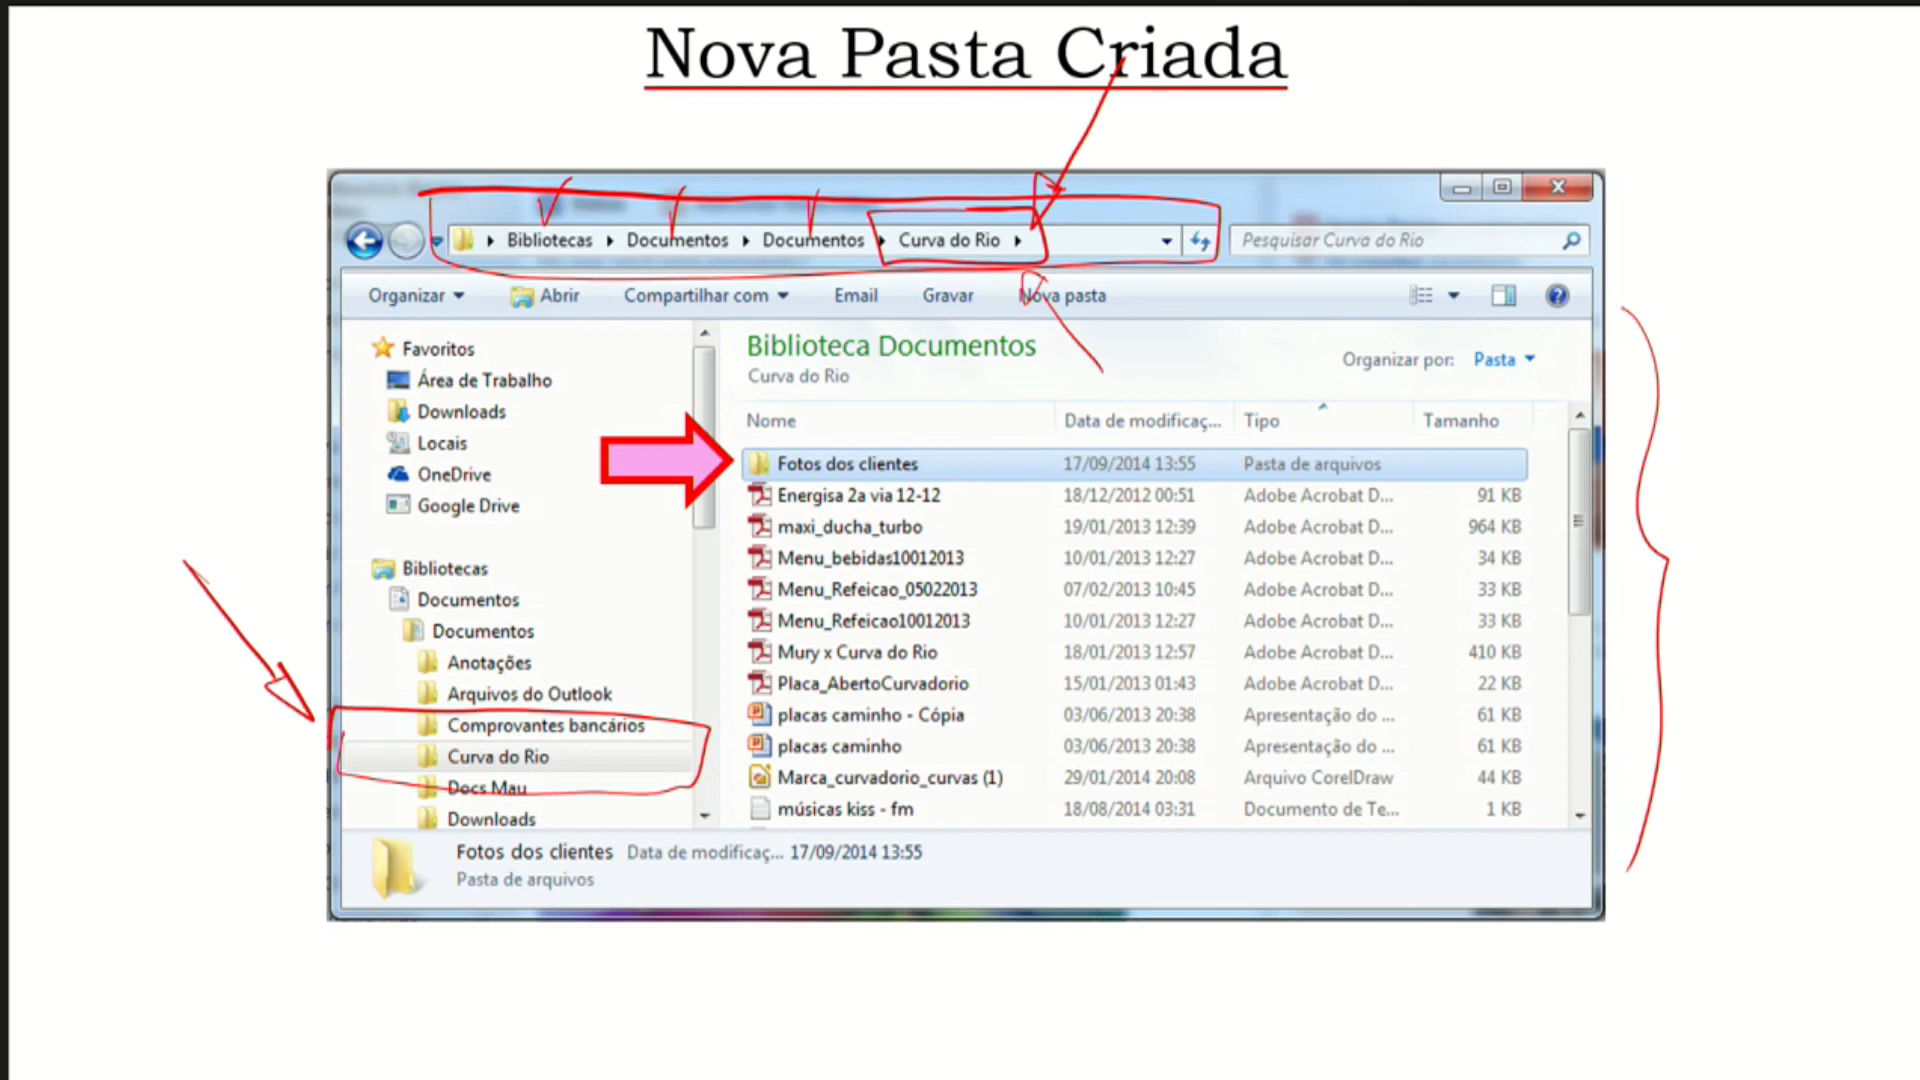 Nova Pasta Criada
Bibliotecas Documentos Documentos Curva do Rio
Pesquisar Curva do Rio
Organizar Abrir Compartilhar com Email Gravar Nova pasta
Favoritos
Área de Trabalho
Downloads
Locais
OneDrive
Google Drive
Bibliotecas
Documentos
Documentos
Anotações
Arquivos do Outlook
Comprovantes bancários
Curva do Rio
Docs Mau
Downloads
Biblioteca Documentos
Curva do Rio
Organizar por: Pasta
Nome Data de modificaç... Tipo Tamanho
Fotos dos clientes 17/09/2014 13:55 Pasta de arquivos
Energisa 2a via 12-12 18/12/2012 00:51 Adobe Acrobat D... 91 KB
maxi_ducha_turbo 19/01/2013 12:39 Adobe Acrobat D... 964 KB
Menu_bebidas10012013 10/01/2013 12:27 Adobe Acrobat D... 34 KB
Menu_Refeicao_05022013 07/02/2013 10:45 Adobe Acrobat D... 33 KB
Menu_Refeicao10012013 10/01/2013 12:27 Adobe Acrobat D... 33 KB
Mury x Curva do Rio 18/01/2013 12:57 Adobe Acrobat D... 410 KB
Placa_AbertoCurvadorio 15/01/2013 01:43 Adobe Acrobat D... 22 KB
placas caminho - Cópia 03/06/2013 20:38 Apresentação do ... 61 KB
placas caminho 03/06/2013 20:38 Apresentação do ... 61 KB
Marca_curvadorio_curvas (1) 29/01/2014 20:08 Arquivo CorelDraw 44 KB
músicas kiss - fm 18/08/2014 03:31 Documento de Te... 1 KB
Fotos dos clientes Data de modificaç... 17/09/2014 13:55
Pasta de arquivos